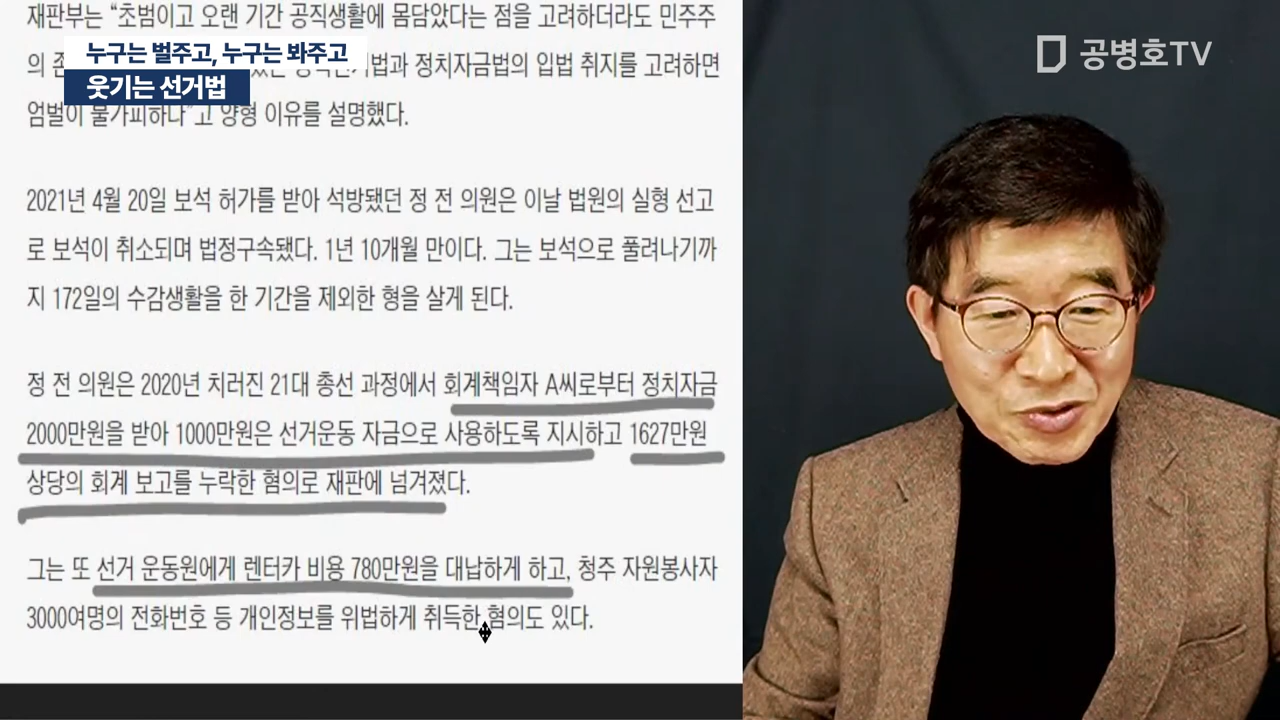 재판부는 “초범이고 오랜 기간 공직생활에 몸담았다는 점을 고려하더라도 민주주
누구는 벌주고, 누구는 봐주고
의 존 법과 정치자금법의 입법 취지를 고려하면
웃기는 선거법
엄벌이 불가피하다”고 양형 이유를 설명했다.
2021년 4월 20일 보석 허가를 받아 석방됐던 정 전 의원은 이날 법원의 실형 선고
로 보석이 취소되며 법정구속됐다. 1년 10개월 만이다. 그는 보석으로 풀려나기까
지 172일의 수감생활을 한 기간을 제외한 형을 살게 된다.
정 전 의원은 2020년 치러진 21대 총선 과정에서 회계책임자 A씨로부터 정치자금
2000만원을 받아 1000만원은 선거운동 자금으로 사용하도록 지시하고 1627만원
상당의 회계 보고를 누락한 혐의로 재판에 넘겨졌다.
그는 또 선거 운동원에게 렌터카 비용 780만원을 대납하게 하고, 청주 자원봉사자
3000여명의 전화번호 등 개인정보를 위법하게 취득한 혐의도 있다.
공병호TV